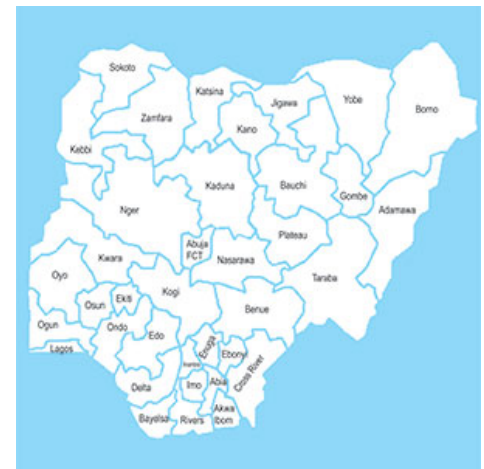 Sokoto
Katsina
Jigawa
Yobe
Borno
Zamfara
Kano
Kebbi
Kaduna
Bauchi
Gombe
Adamawa
Nger
Plateau
Abuja
FCT
Nasarawa
Kwara
Taraba
Oyo
Kogi
Benue
Osun
Ekiti
Ogun
Ondo
Edo
Lagos
Enuga
Ebonyi
Cross River
Delta
Imo
Abia
Bayelsa
Rivers
Akwa
Ibom